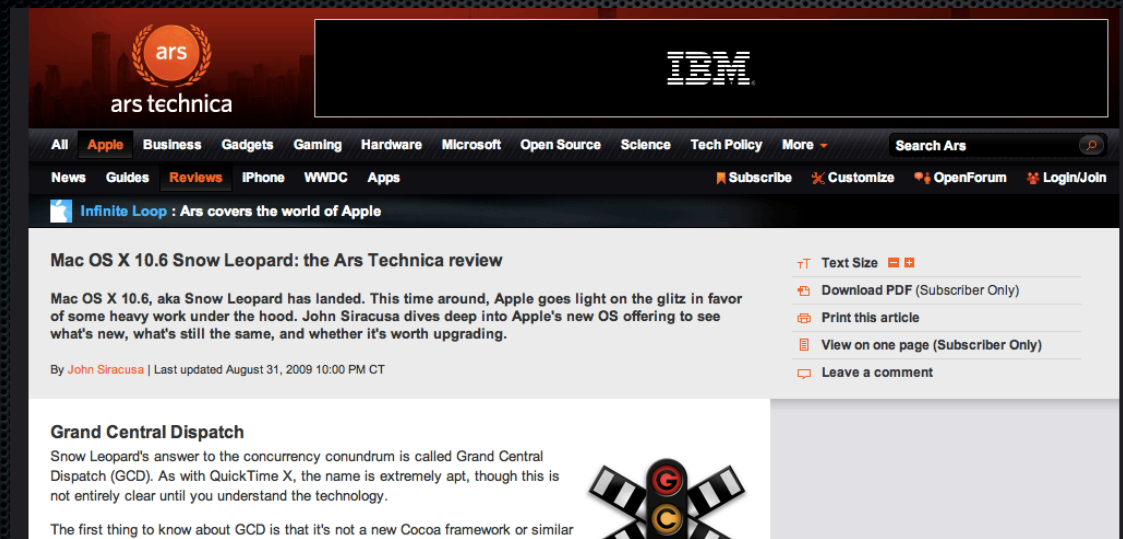 ars
ars technica
IBM
All Apple Business Gadgets Gaming Hardware Microsoft Open Source Science Tech Policy More Search Ars
News Guides Reviews iPhone WWDC Apps Subscribe Customize OpenForum Login/Join
Infinite Loop : Ars covers the world of Apple
Mac OS X 10.6 Snow Leopard: the Ars Technica review
Mac OS X 10.6, aka Snow Leopard has landed. This time around, Apple goes light on the glitz in favor
of some heavy work under the hood. John Siracusa dives deep into Apple's new OS offering to see
what's new, what's still the same, and whether it's worth upgrading.
By John Siracusa | Last updated August 31, 2009 10:00 PM CT
TT Text Size
Download PDF (Subscriber Only)
Print this article
View on one page (Subscriber Only)
Leave a comment
Grand Central Dispatch
Snow Leopard's answer to the concurrency conundrum is called Grand Central
Dispatch (GCD). As with QuickTime X, the name is extremely apt, though this is
not entirely clear until you understand the technology.
The first thing to know about GCD is that it's not a new Cocoa framework or similar
G
C